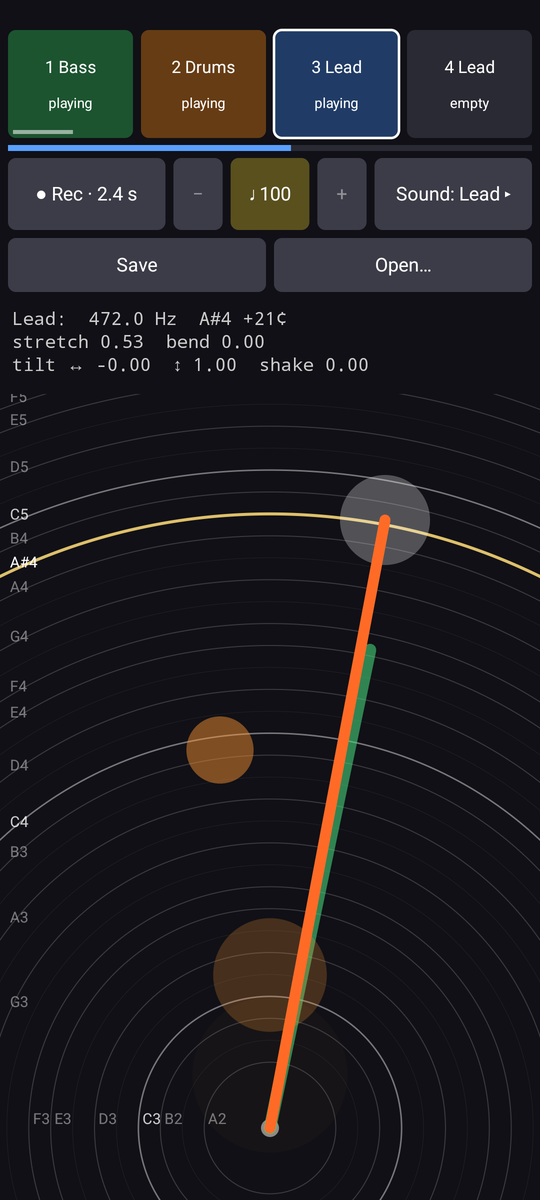 1 Bass
playing
2 Drums
playing
3 Lead
playing
4 Lead
empty
● Rec · 2.4 s
−
♩100
+
Sound: Lead ▸
Save
Open…
Lead:  472.0 Hz  A#4 +21¢
stretch 0.53  bend 0.00
tilt ↔ -0.00  ↕ 1.00  shake 0.00
F5
E5
D5
C5
B4
A#4
A4
G4
F4
E4
D4
C4
B3
A3
G3
F3 E3 D3 C3 B2 A2